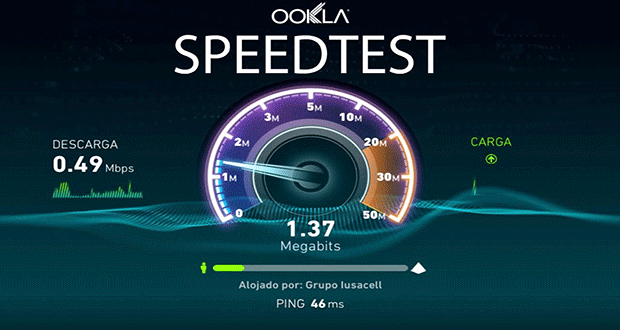 OOKLA
SPEEDTEST
DESCARGA
0.49 Mbps
0
1M
2M
3M
5M
10M
20M
30M
50M
CARGA
1.37
Megabits
Alojado por: Grupo Iusacell
PING 46 ms